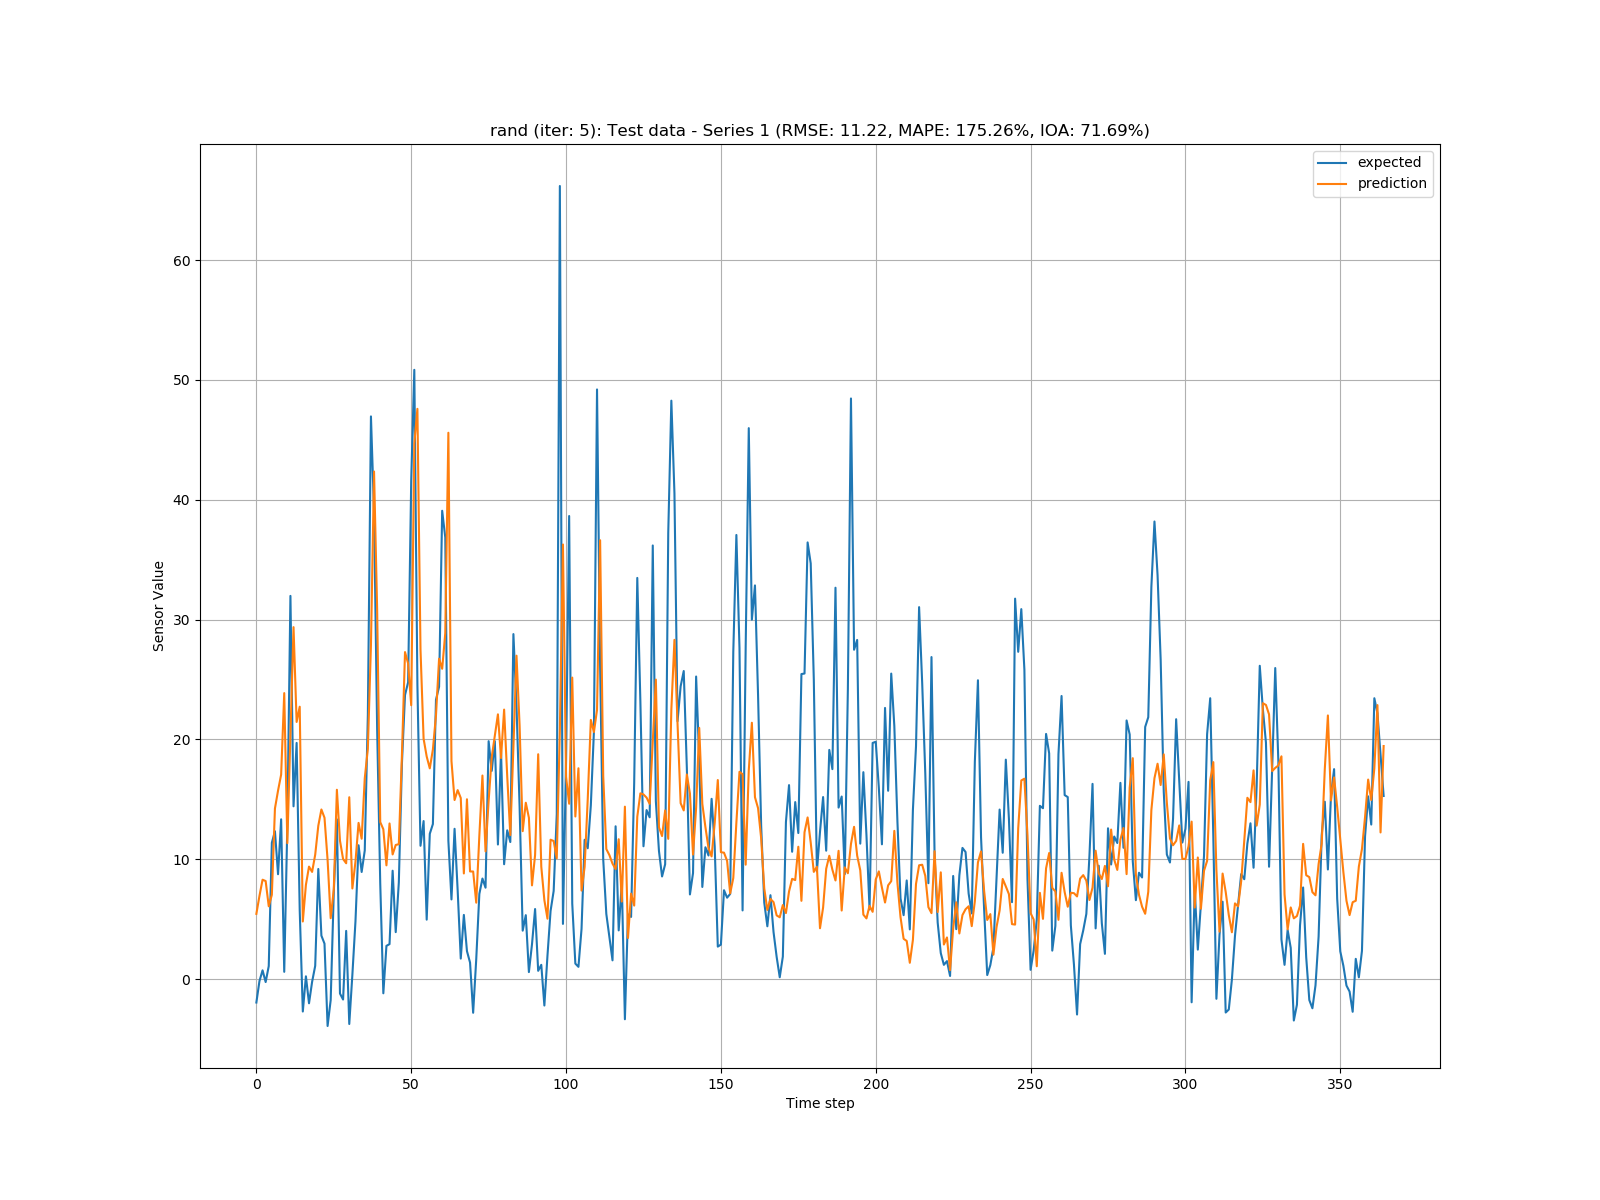 rand (iter: 5): Test data - Series 1 (RMSE: 11.22, MAPE: 175.26%, IOA: 71.69%)
expected
prediction
60
50
40
30
20
10
0
Sensor Value
0 50 100 150 200 250 300 350
Time step